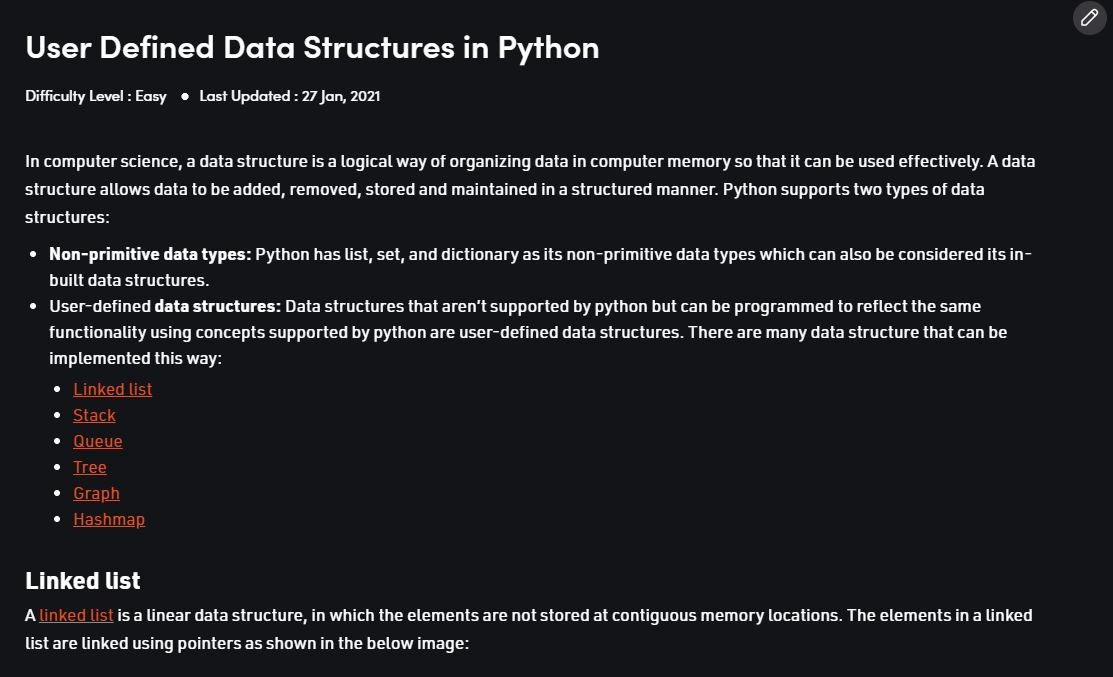 User Defined Data Structures in Python
Difficulty Level : Easy ● Last Updated : 27 Jan, 2021
In computer science, a data structure is a logical way of organizing data in computer memory so that it can be used effectively. A data
structure allows data to be added, removed, stored and maintained in a structured manner. Python supports two types of data
structures:
• Non-primitive data types: Python has list, set, and dictionary as its non-primitive data types which can also be considered its in-
built data structures.
• User-defined data structures: Data structures that aren't supported by python but can be programmed to reflect the same
functionality using concepts supported by python are user-defined data structures. There are many data structure that can be
implemented this way:
• Linked list
• Stack
• Queue
• Tree
• Graph
• Hashmap
Linked list
A linked list is a linear data structure, in which the elements are not stored at contiguous memory locations. The elements in a linked
list are linked using pointers as shown in the below image: